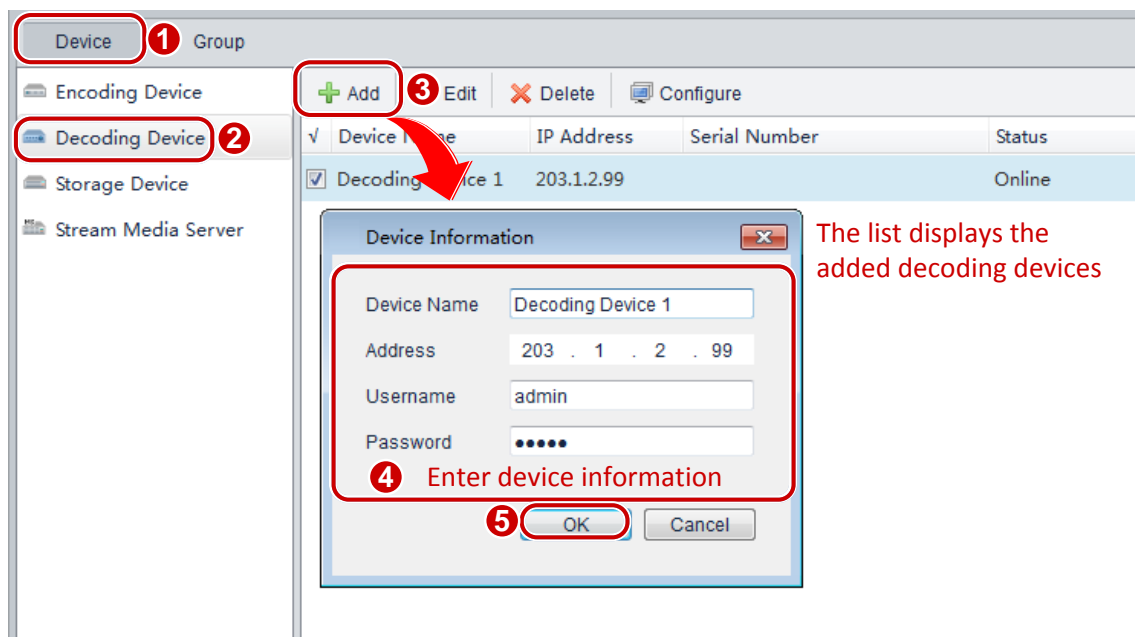 Device 1 Group
Encoding Device
Decoding Device 2
Storage Device
Stream Media Server
Add 3 Edit Delete Configure
√ Device IP Address Serial Number Status
Decoding 1 203.1.2.99 Online
The list displays the
added decoding devices
Device Information
Device Name Decoding Device 1
Address 203 . 1 . 2 . 99
Username admin
Password •••••
4 Enter device information
5 OK Cancel